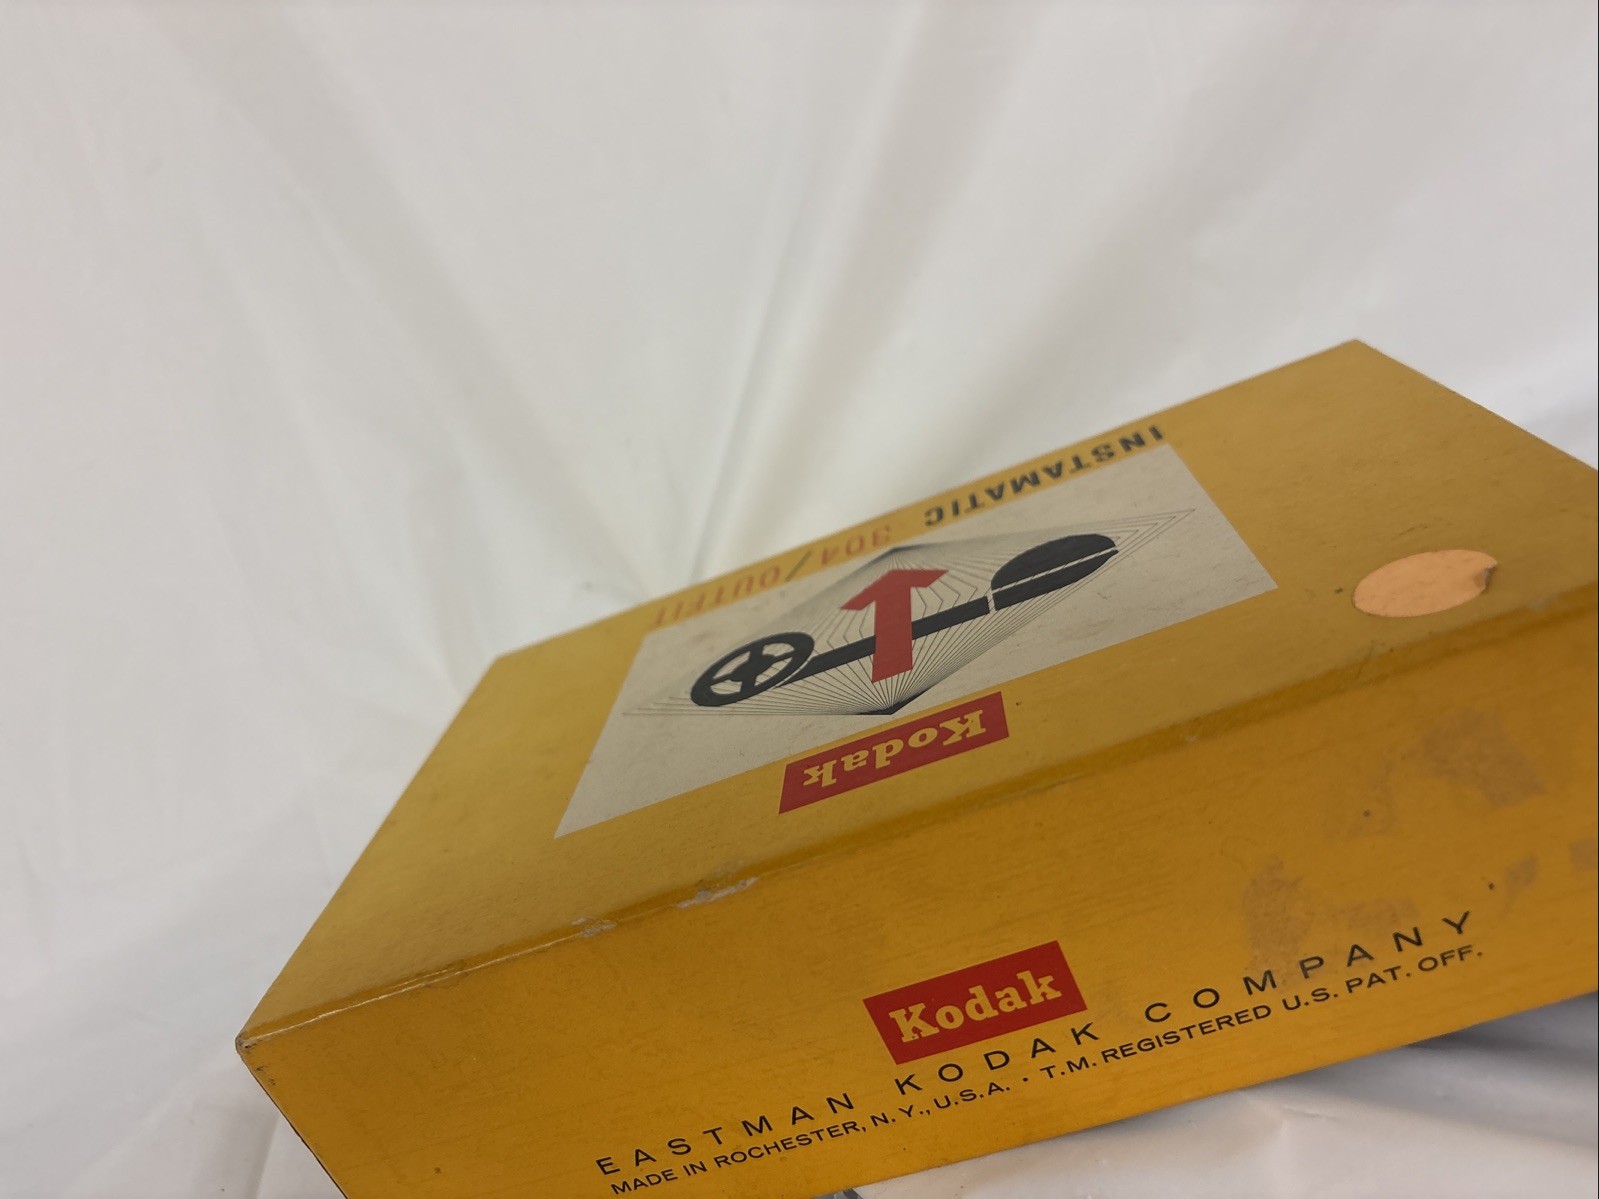 INSTAMATIC 304/OUTFIT
Kodak
Kodak
EASTMAN KODAK COMPANY
MADE IN ROCHESTER, N. Y., U.S.A. • T.M. REGISTERED U.S. PAT. OFF.